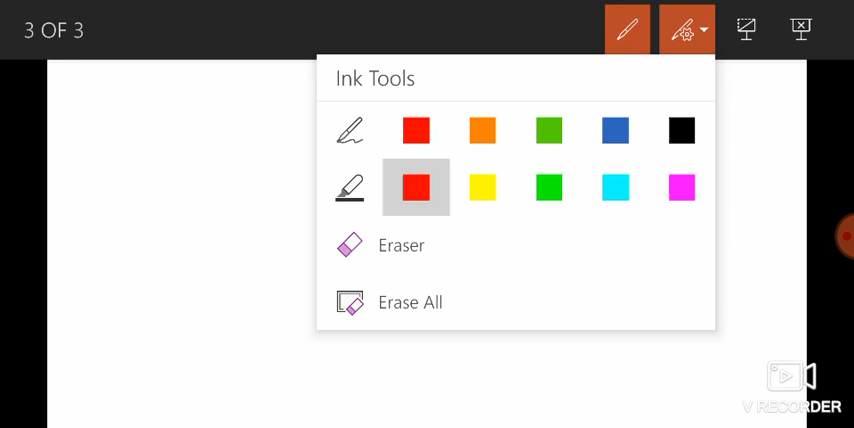 3 OF 3
Ink Tools
Eraser
Erase All
V RECORDER